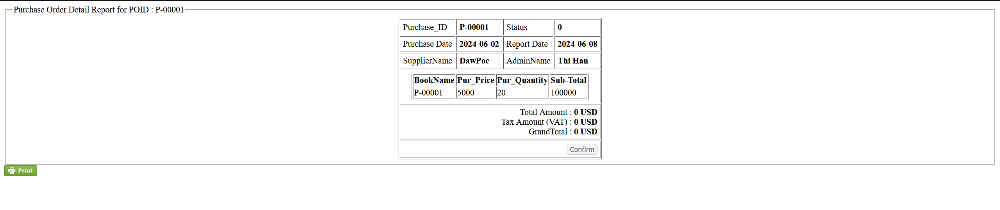 Purchase Order Detail Report for POID : P-00001
Purchase_ID P-00001 Status 0
Purchase Date 2024-06-02 Report Date 2024-06-08
SupplierName DawPoe AdminName Thi Han
BookName Pur_Price Pur_Quantity Sub-Total
P-00001 5000 20 100000
Total Amount : 0 USD
Tax Amount (VAT) : 0 USD
GrandTotal : 0 USD
Confirm
Print